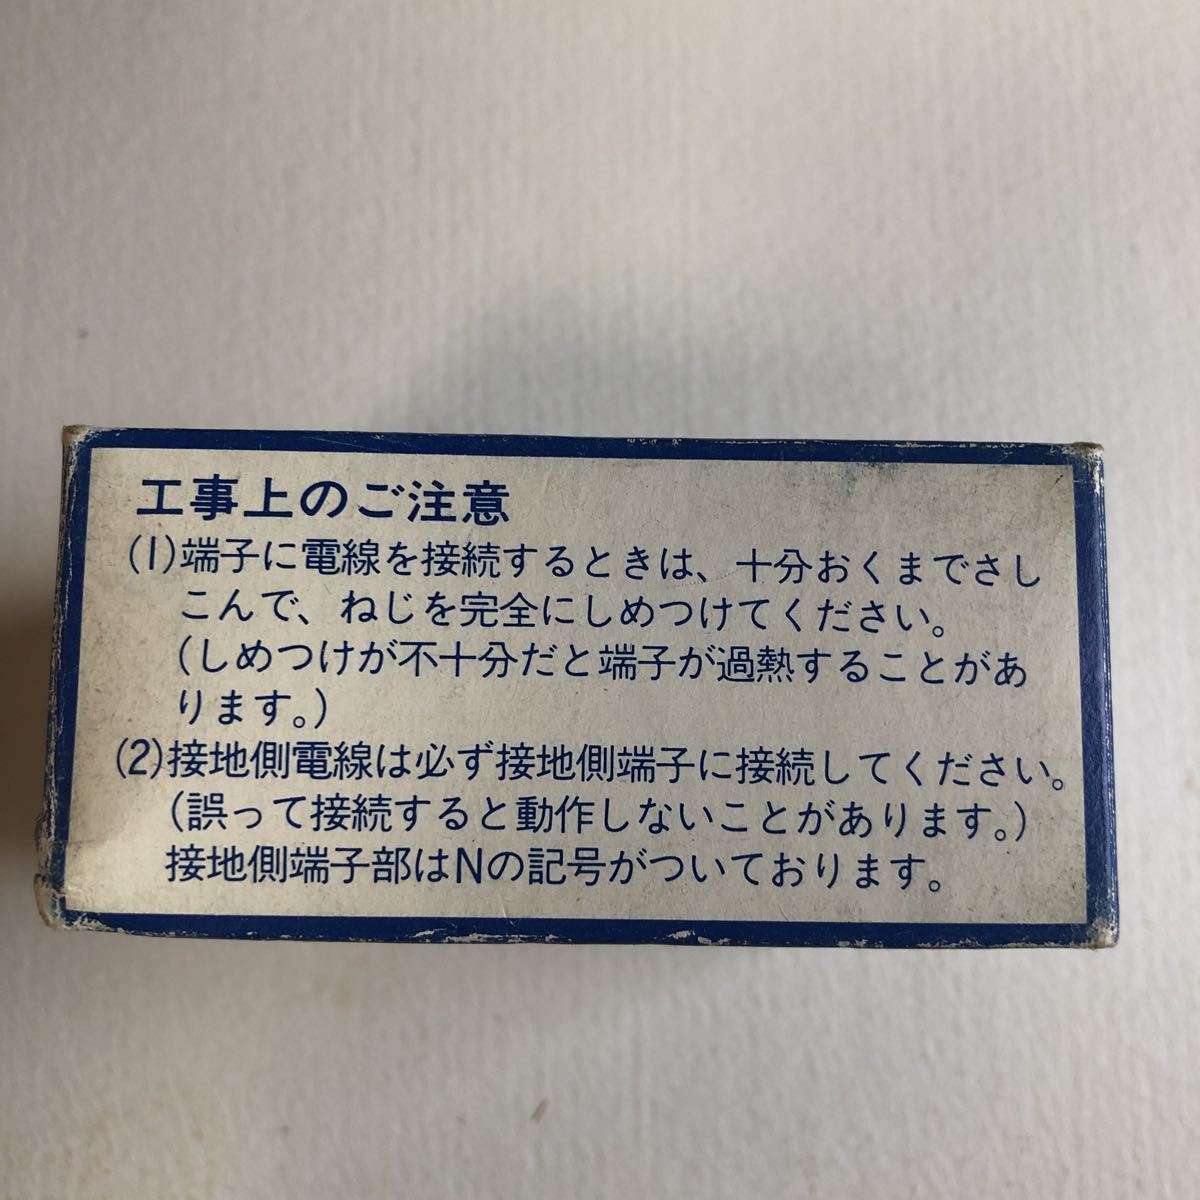 工事上のご注意
(1)端子に電線を接続するときは、十分おくまでさし
こんで、ねじを完全にしめつけてください。
(しめつけが不十分だと端子が過熱することがあ
ります。)
(2)接地側電線は必ず接地側端子に接続してください。
(誤って接続すると動作しないことがあります。)
接地側端子部はNの記号がついております。